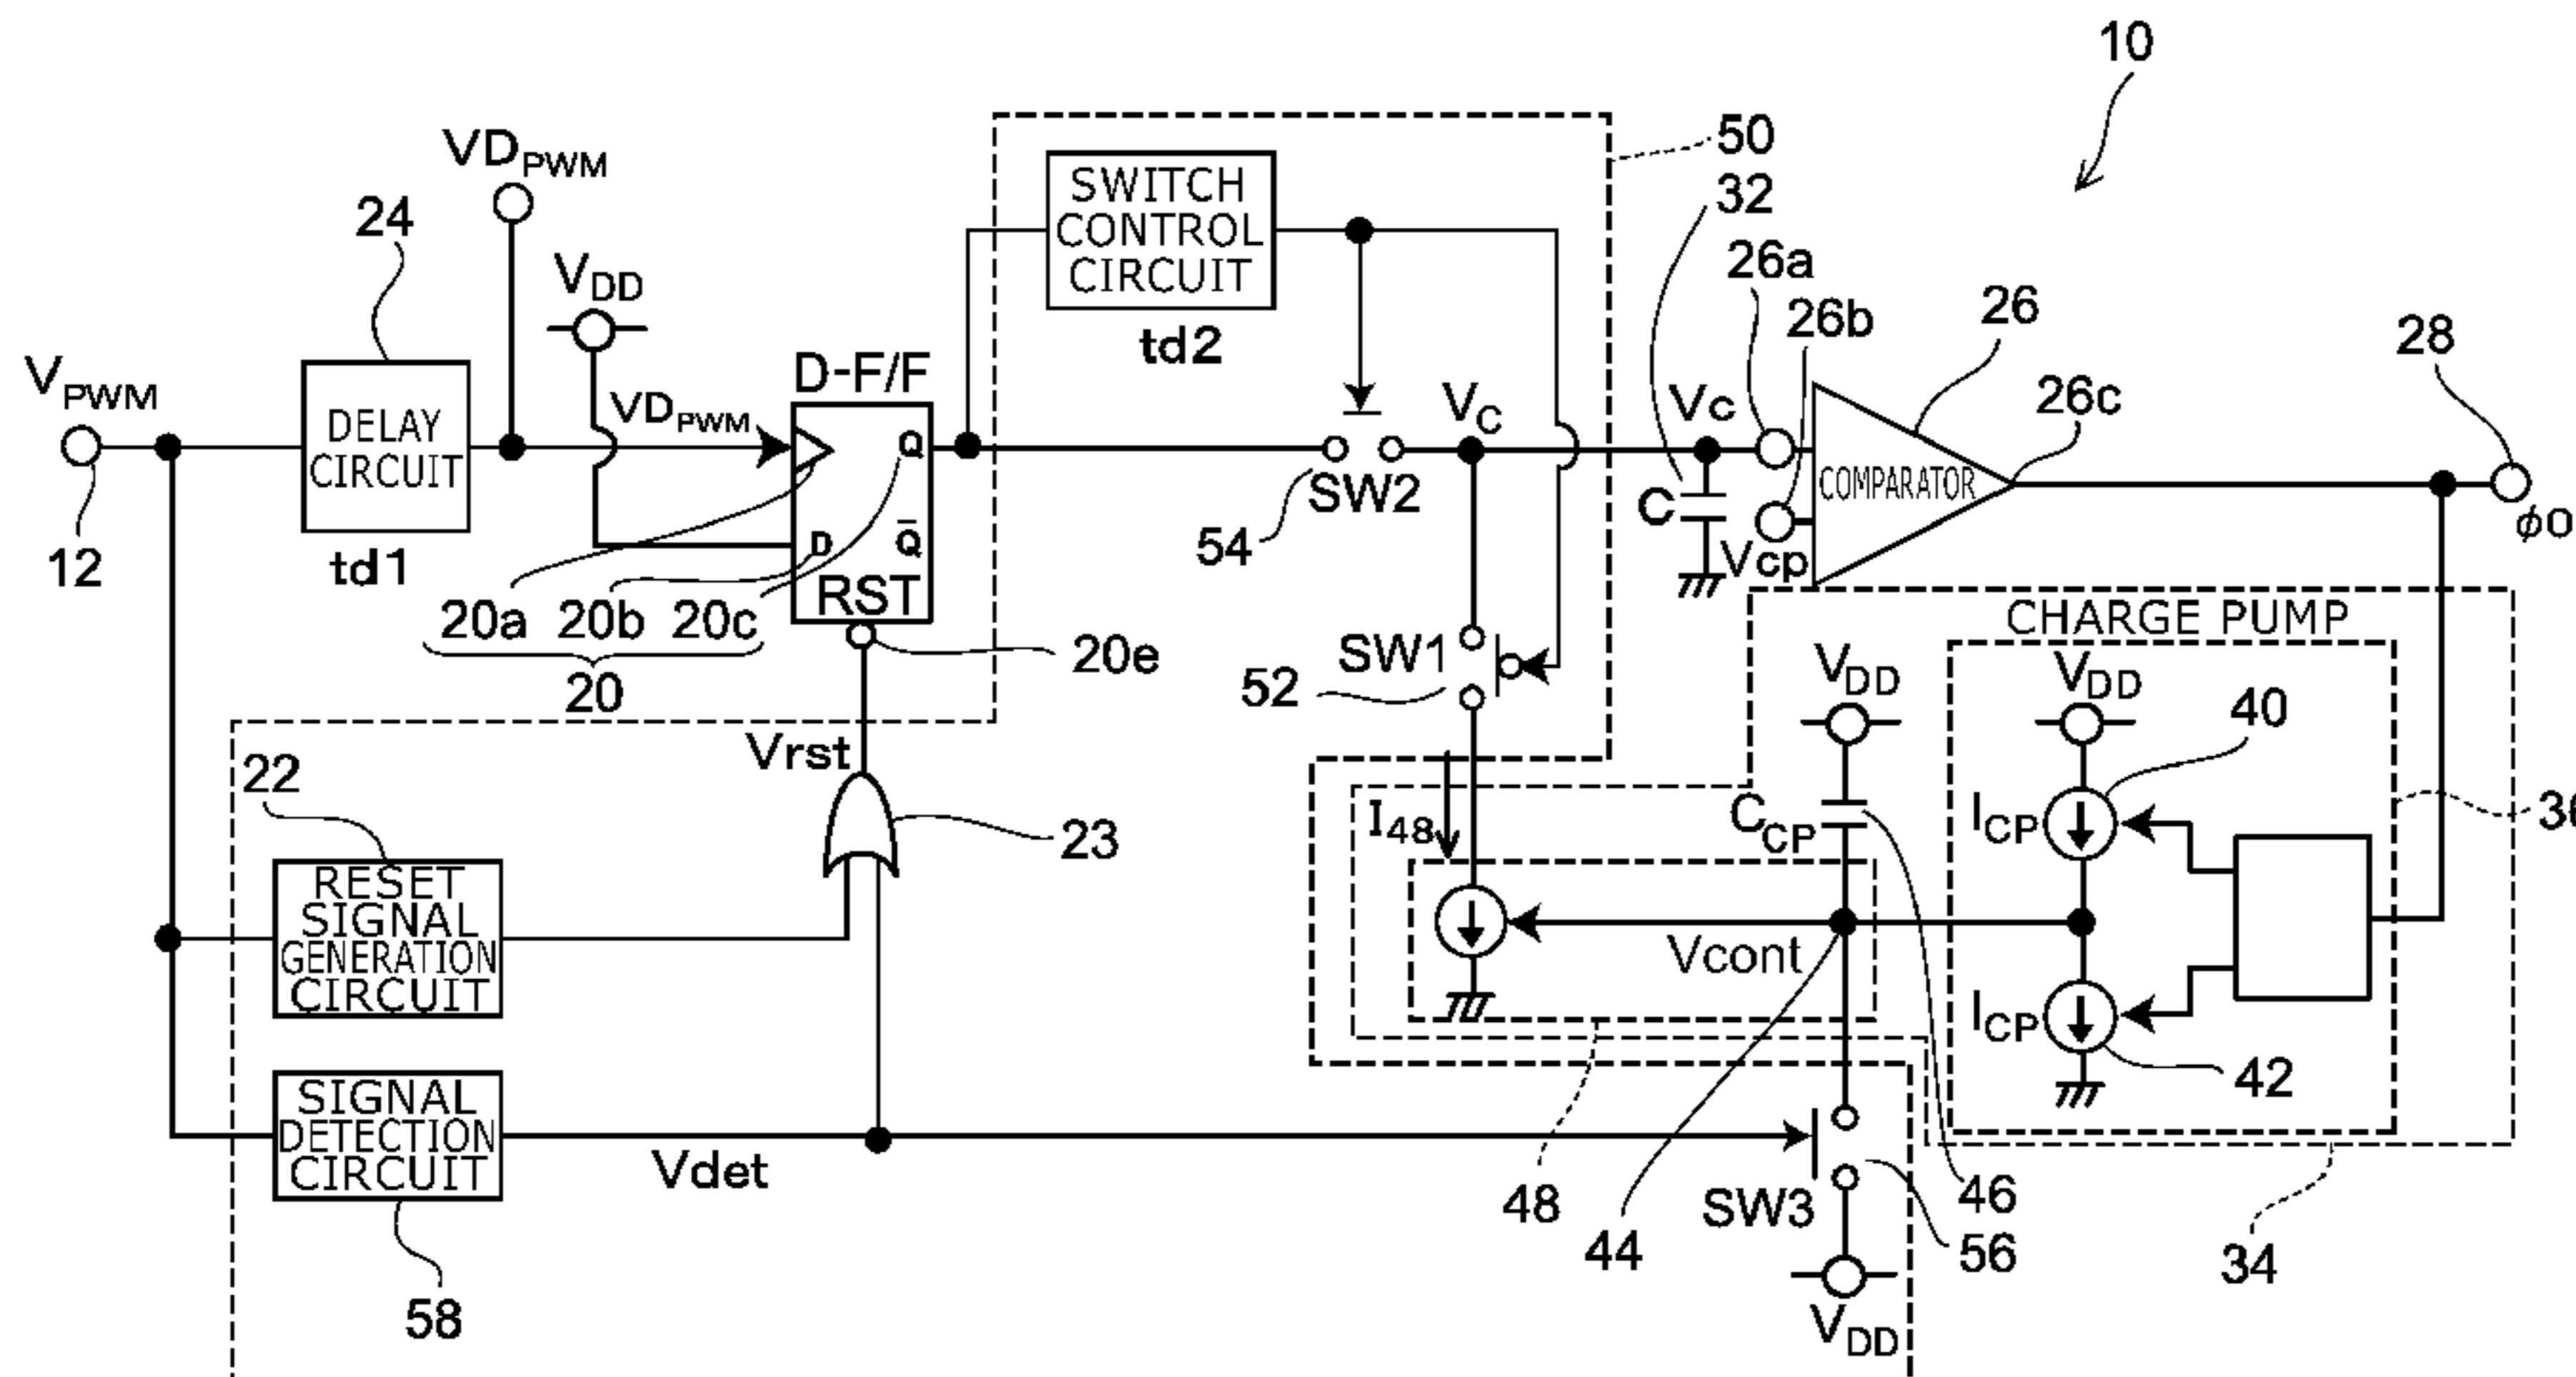 10
50
VD_PWM
SWITCH
CONTROL
CIRCUIT
32
24
V_DD
26a
26
V_PWM
td2
26b
28
D-F/F
VD_PWM
V_C
Vc
26c
DELAY
CIRCUIT
Q
COMPARATOR
SW2
C
φo
54
Vcp
12
td1
D
Q̄
RST
20a 20b 20c
20
20e
CHARGE PUMP
SW1
52
V_DD
V_DD
40
Vrst
22
23
I_48
C_CP
I_CP
RESET
SIGNAL
GENERATION
CIRCUIT
Vcont
I_CP
42
SIGNAL
DETECTION
CIRCUIT
Vdet
SW3
48
46
44
56
34
58
V_DD